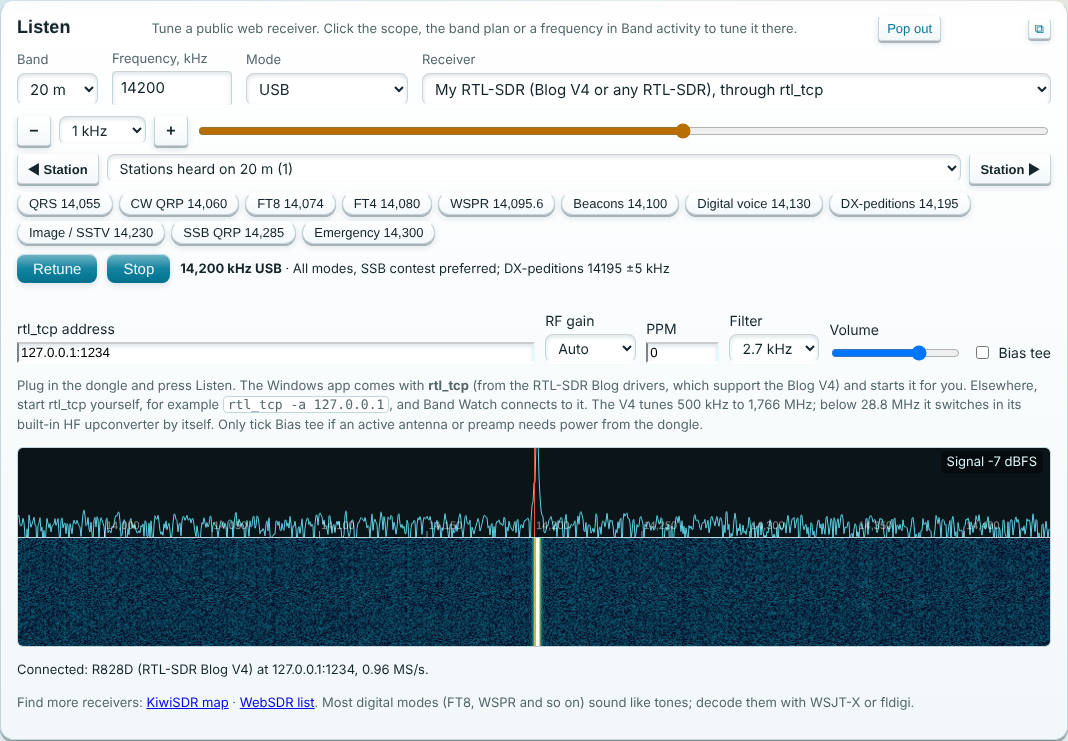 Listen
Tune a public web receiver. Click the scope, the band plan or a frequency in Band activity to tune it there.
Pop out
Band
Frequency, kHz
Mode
Receiver
20 m
14200
USB
My RTL-SDR (Blog V4 or any RTL-SDR), through rtl_tcp
−
1 kHz
+
◀ Station
Stations heard on 20 m (1)
Station ▶
QRS 14,055
CW QRP 14,060
FT8 14,074
FT4 14,080
WSPR 14,095.6
Beacons 14,100
Digital voice 14,130
DX-peditions 14,195
Image / SSTV 14,230
SSB QRP 14,285
Emergency 14,300
Retune
Stop
14,200 kHz USB · All modes, SSB contest preferred; DX-peditions 14195 ±5 kHz
rtl_tcp address
RF gain
PPM
Filter
Volume
127.0.0.1:1234
Auto
0
2.7 kHz
Bias tee
Plug in the dongle and press Listen. The Windows app comes with rtl_tcp (from the RTL-SDR Blog drivers, which support the Blog V4) and starts it for you. Elsewhere,
start rtl_tcp yourself, for example rtl_tcp -a 127.0.0.1, and Band Watch connects to it. The V4 tunes 500 kHz to 1,766 MHz; below 28.8 MHz it switches in its
built-in HF upconverter by itself. Only tick Bias tee if an active antenna or preamp needs power from the dongle.
Signal -7 dBFS
14,200
Connected: R828D (RTL-SDR Blog V4) at 127.0.0.1:1234, 0.96 MS/s.
Find more receivers: KiwiSDR map · WebSDR list. Most digital modes (FT8, WSPR and so on) sound like tones; decode them with WSJT-X or fldigi.